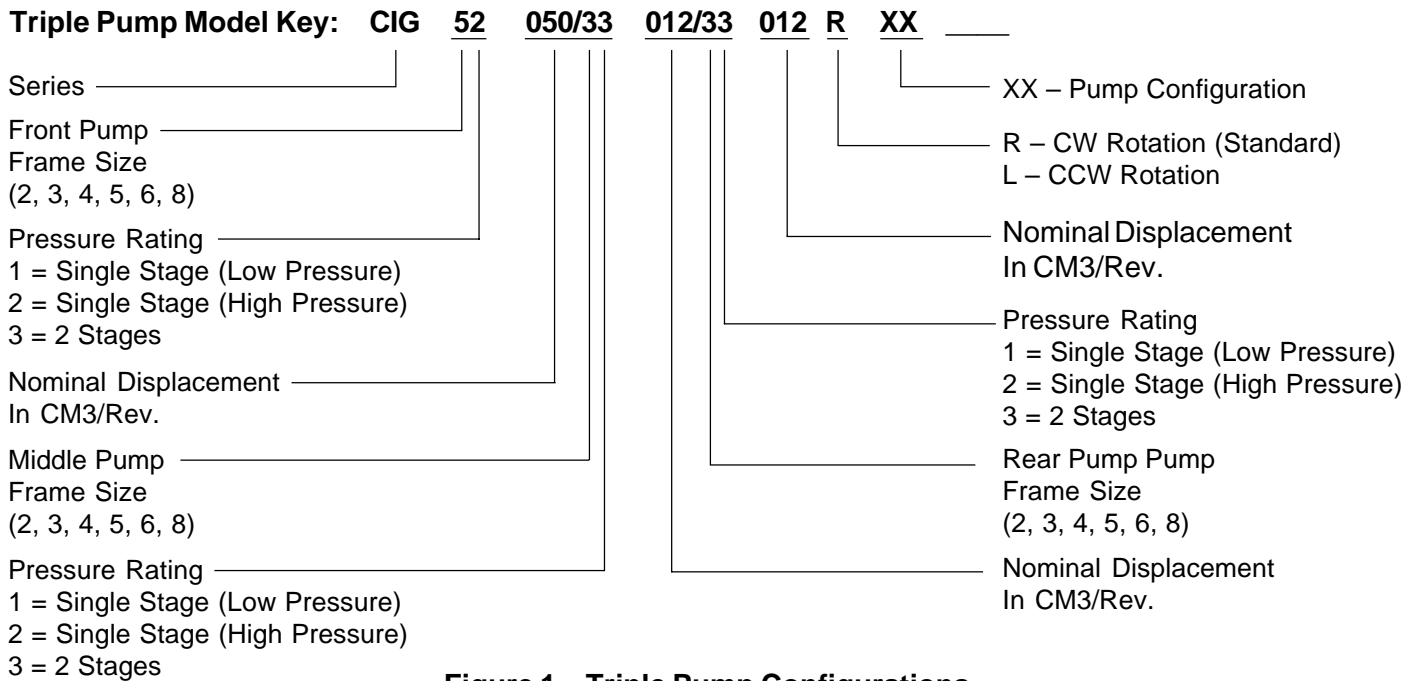 Triple Pump Model Key: CIG 52 050/33 012/33 012 R XX ____
Series
Front Pump
Frame Size
(2, 3, 4, 5, 6, 8)
Pressure Rating
1 = Single Stage (Low Pressure)
2 = Single Stage (High Pressure)
3 = 2 Stages
Nominal Displacement
In CM3/Rev.
Middle Pump
Frame Size
(2, 3, 4, 5, 6, 8)
Pressure Rating
1 = Single Stage (Low Pressure)
2 = Single Stage (High Pressure)
3 = 2 Stages
XX – Pump Configuration
R – CW Rotation (Standard)
L – CCW Rotation
Nominal Displacement
In CM3/Rev.
Pressure Rating
1 = Single Stage (Low Pressure)
2 = Single Stage (High Pressure)
3 = 2 Stages
Rear Pump Pump
Frame Size
(2, 3, 4, 5, 6, 8)
Nominal Displacement
In CM3/Rev.
Figure 1 – Triple Pump Configurations